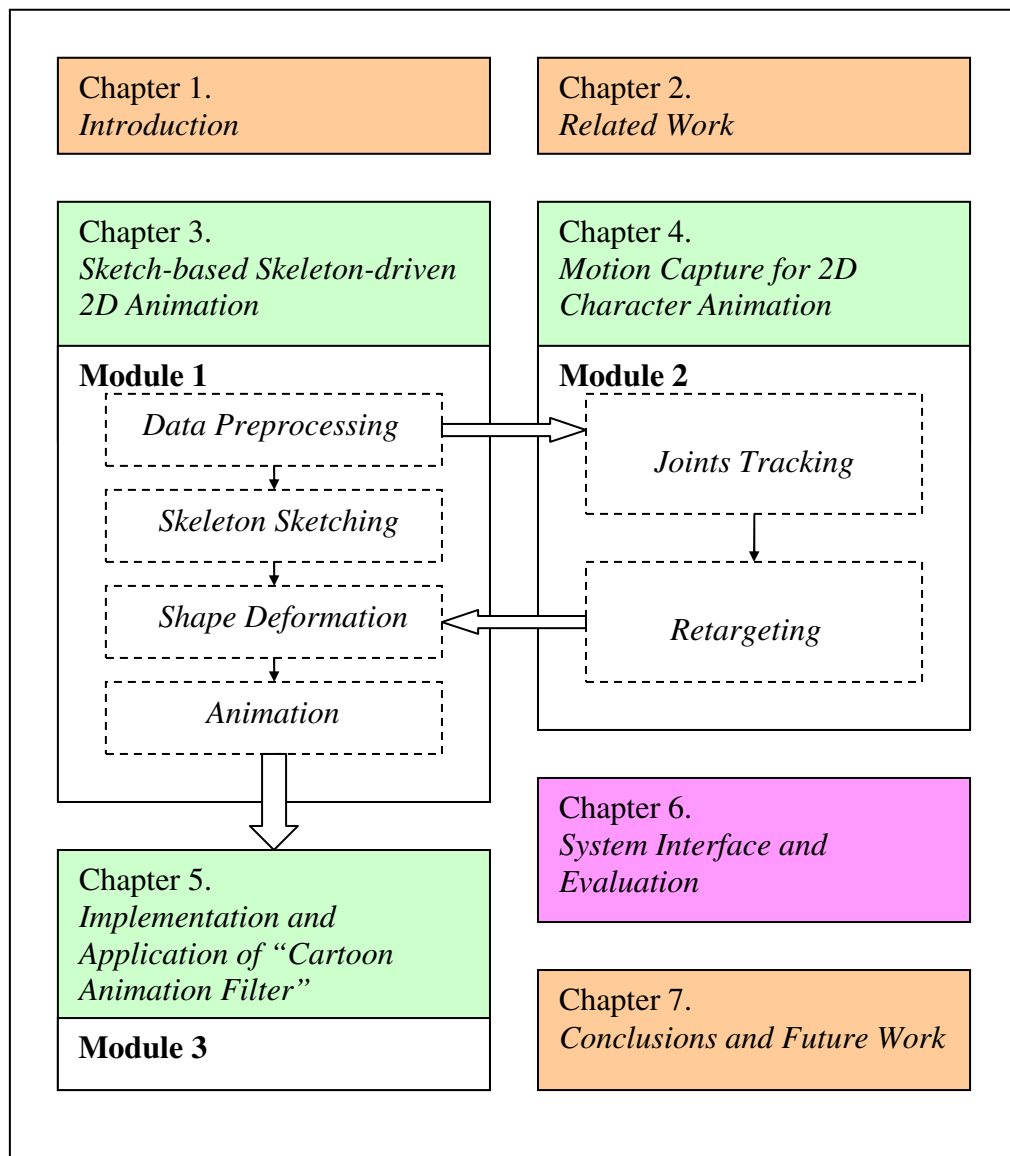 Chapter 1.
Introduction
Chapter 2.
Related Work
Chapter 3.
Sketch-based Skeleton-driven
2D Animation
Module 1
Data Preprocessing
Skeleton Sketching
Shape Deformation
Animation
Chapter 4.
Motion Capture for 2D
Character Animation
Module 2
Joints Tracking
Retargeting
Chapter 5.
Implementation and
Application of “Cartoon
Animation Filter”
Module 3
Chapter 6.
System Interface and
Evaluation
Chapter 7.
Conclusions and Future Work